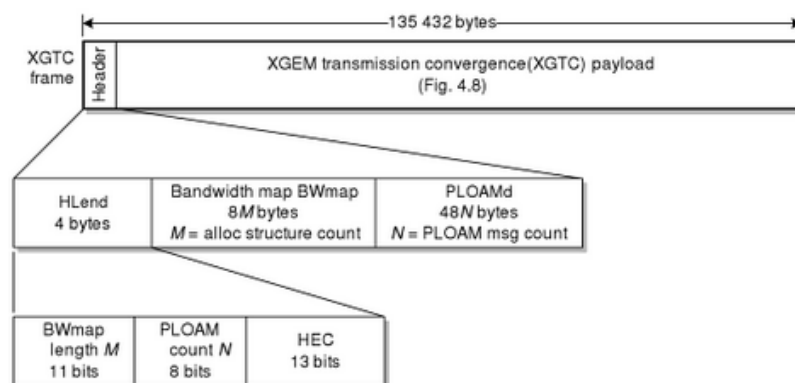 135 432 bytes
XGTC
frame
Header
XGEM transmission convergence(XGTC) payload
(Fig. 4.8)
HLend
4 bytes
Bandwidth map BWmap
8M bytes
M = alloc structure count
PLOAMd
48N bytes
N = PLOAM msg count
BWmap
length M
11 bits
PLOAM
count N
8 bits
HEC
13 bits